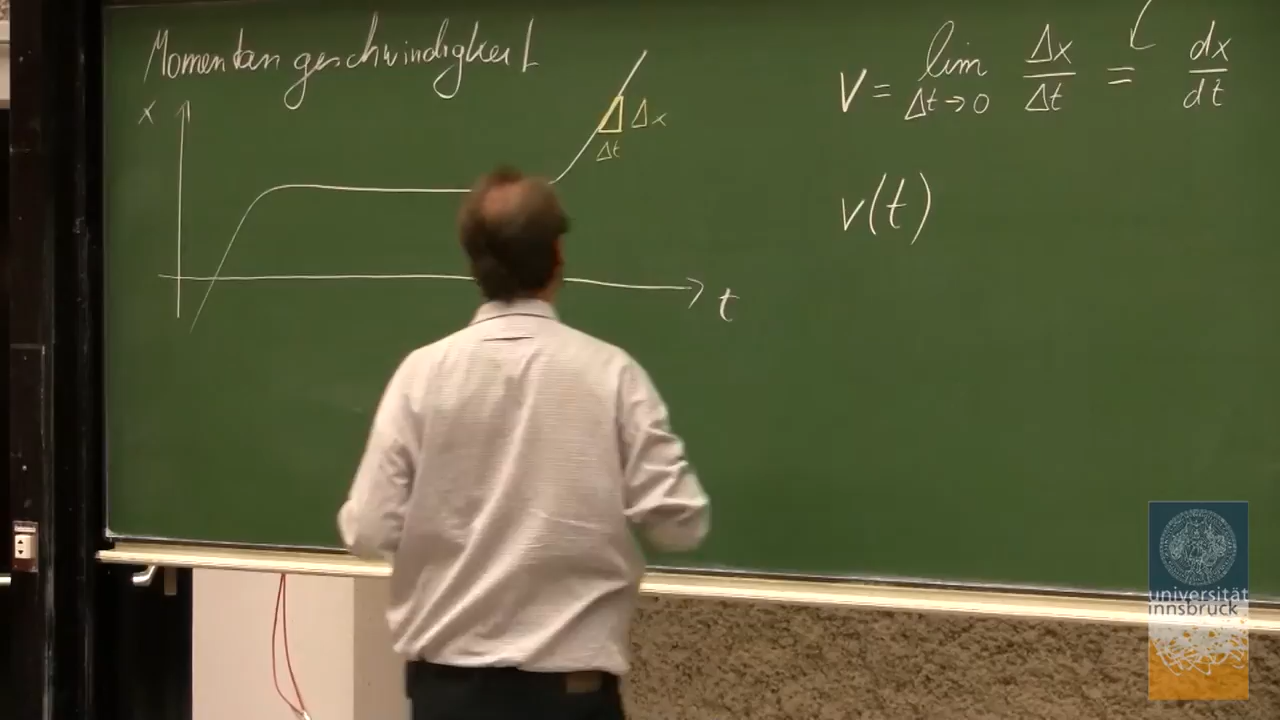 Momentangeschwindigkeit
x
Δx
Δt
t
v = lim Δt→0 Δx/Δt = dx/dt
v(t)
universität
innsbruck